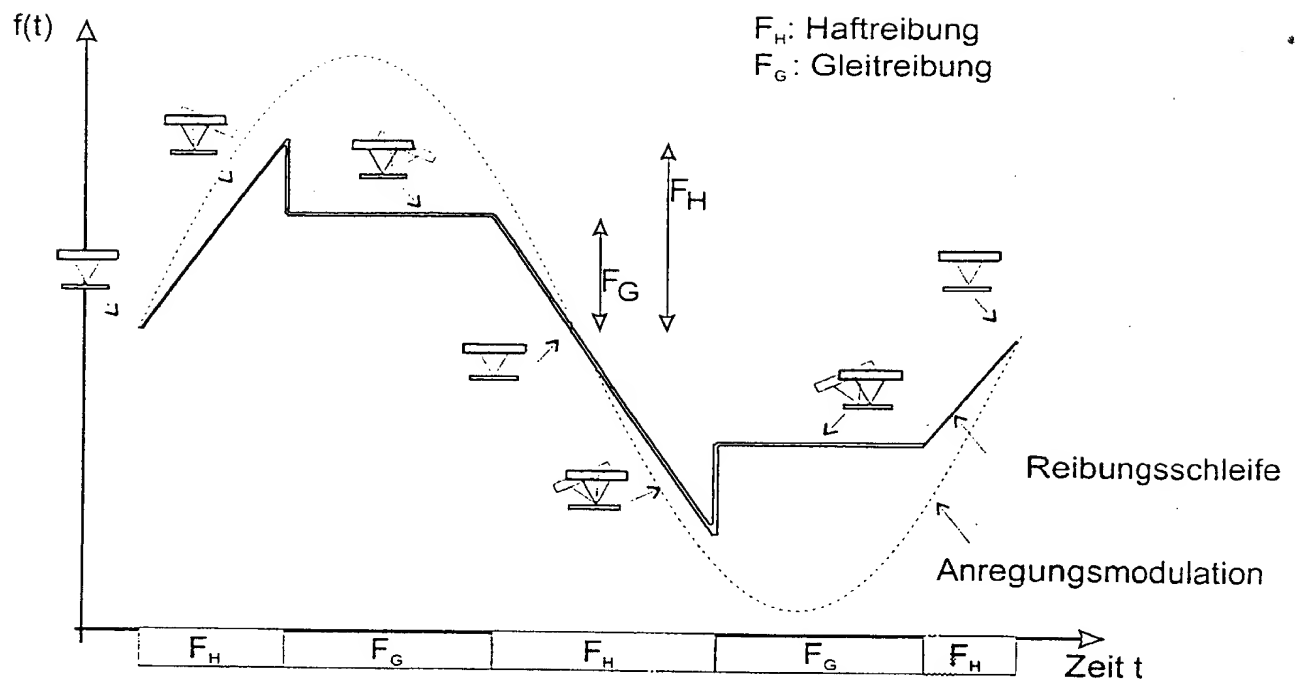 f(t)
F_H: Haftreibung
F_G: Gleitreibung
F_H
F_G
Reibungsschleife
Anregungsmodulation
F_H F_G F_H F_G F_H
Zeit t